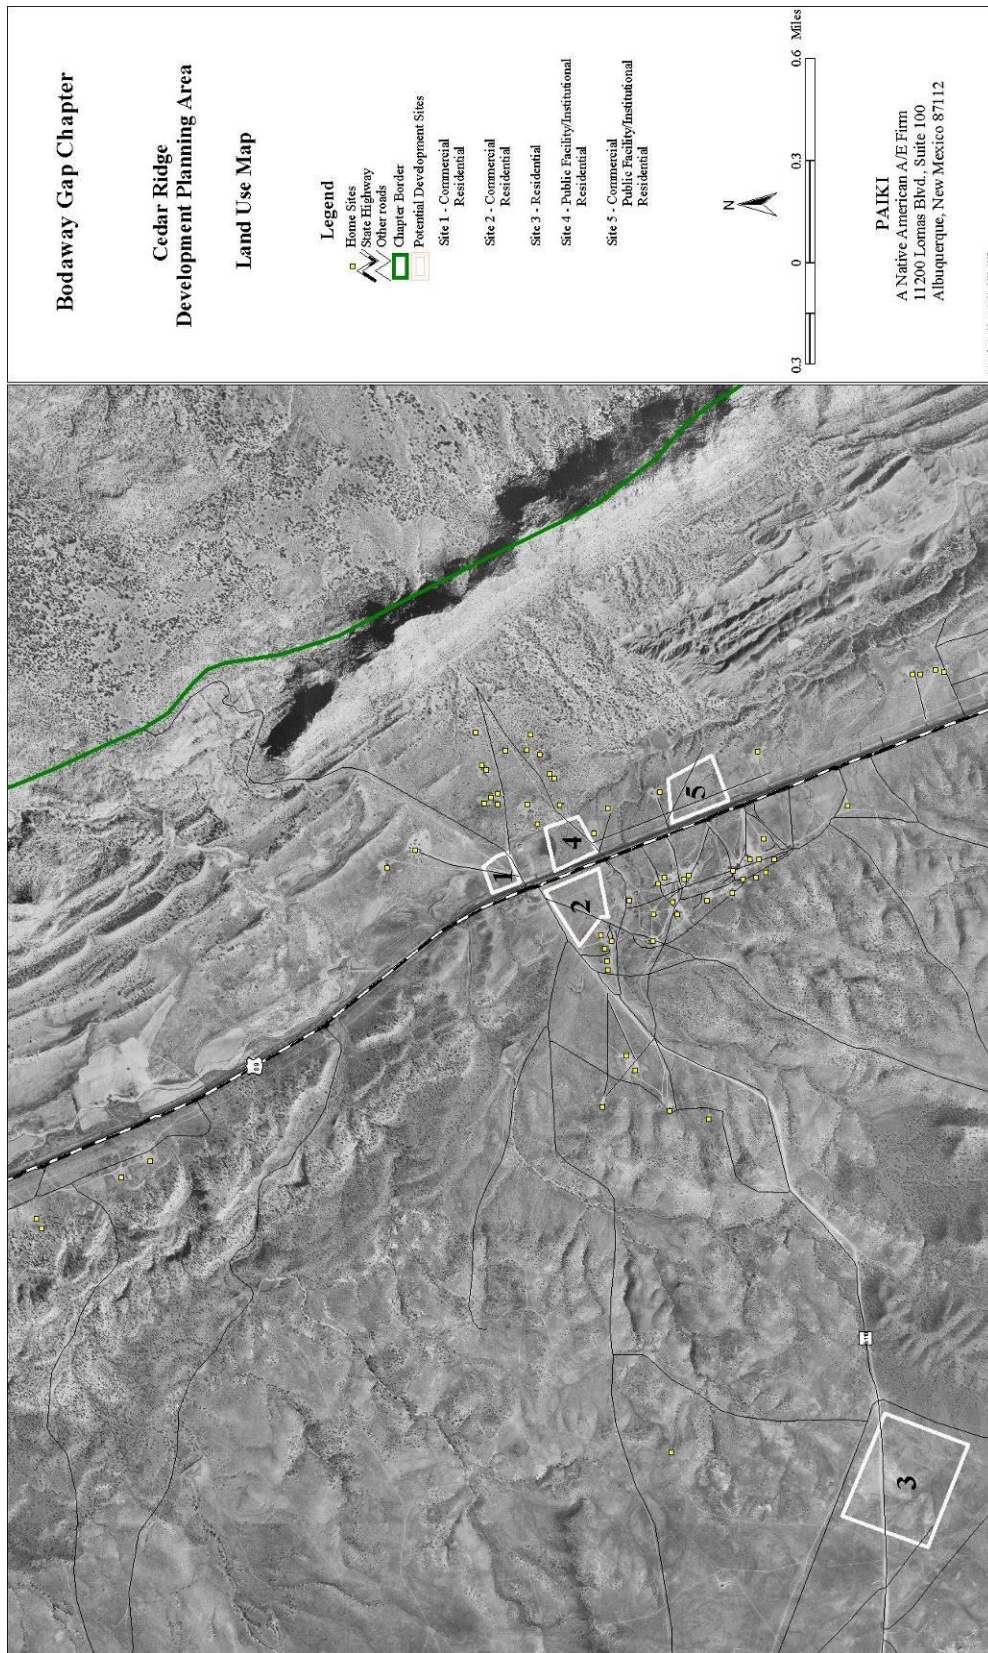 Bodaway Gap Chapter
Cedar Ridge
Development Planning Area
Land Use Map
Legend
Home Sites
State Highway
Other roads
Chapter Border
Potential Development Sites
Site 1 - Commercial
Residential
Site 2 - Commercial
Residential
Site 3 - Residential
Site 4 - Public Facility/Institutional
Residential
Site 5 - Commercial
Public Facility/Institutional
Residential
N
0.3 0 0.3 0.6 Miles
PAIKI
A Native American A/E Firm
11200 Lomas Blvd., Suite 100
Albuquerque, New Mexico 87112
89
1
2
4
5
3